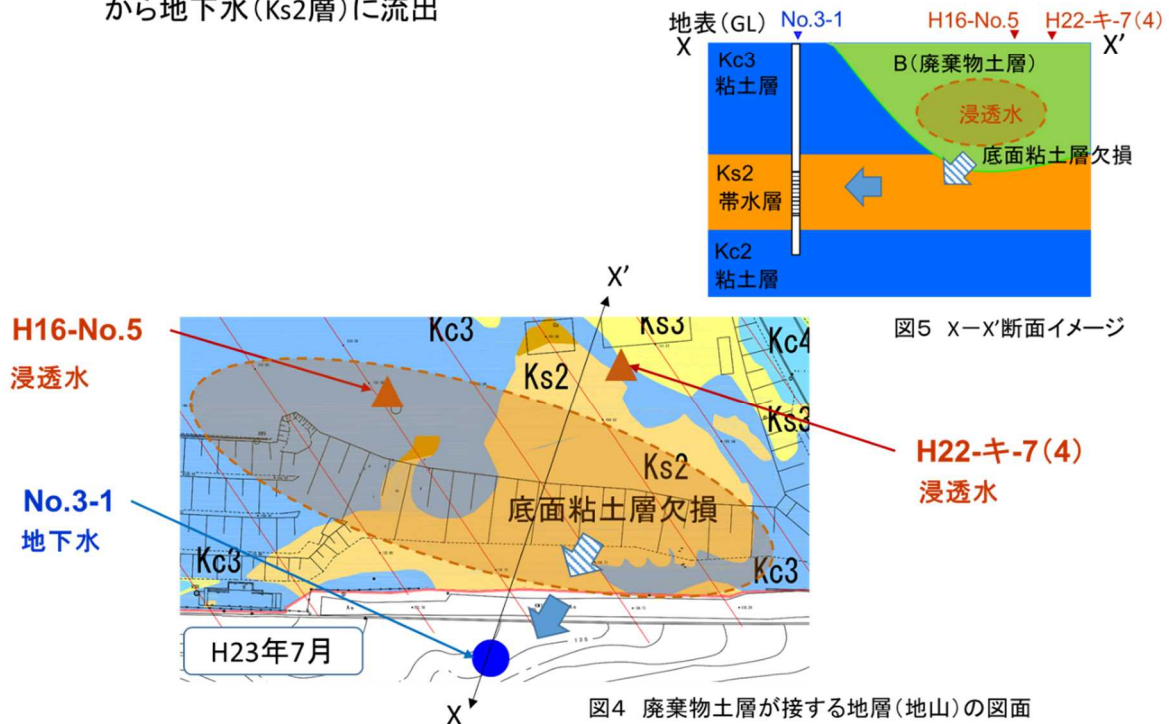 から地下水(Ks2層)に流出
地表(GL) No.3-1 H16-No.5 H22-キ-7(4)
X X'
Kc3
粘土層
B(廃棄物土層)
浸透水
底面粘土層欠損
Ks2
帯水層
Kc2
粘土層
図5 X-X'断面イメージ
X'
H16-No.5
浸透水
Kc3
Ks3
Kc4
Ks2
Ks3
H22-キ-7(4)
浸透水
Ks2
底面粘土層欠損
No.3-1
地下水
Kc3
Kc3
H23年7月
135
X
図4 廃棄物土層が接する地層(地山)の図面